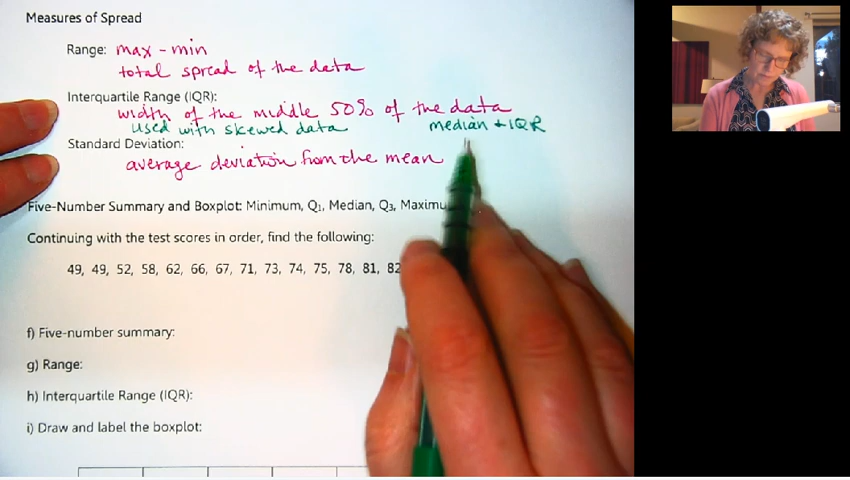 Measures of Spread
Range: max - min
total spread of the data
Interquartile Range (IQR):
width of the middle 50% of the data
used with skewed data median + IQR
Standard Deviation:
average deviation from the mean
Five-Number Summary and Boxplot: Minimum, Q₁, Median, Q₃, Maximu
Continuing with the test scores in order, find the following:
49, 49, 52, 58, 62, 66, 67, 71, 73, 74, 75, 78, 81, 82
f) Five-number summary:
g) Range:
h) Interquartile Range (IQR):
i) Draw and label the boxplot: